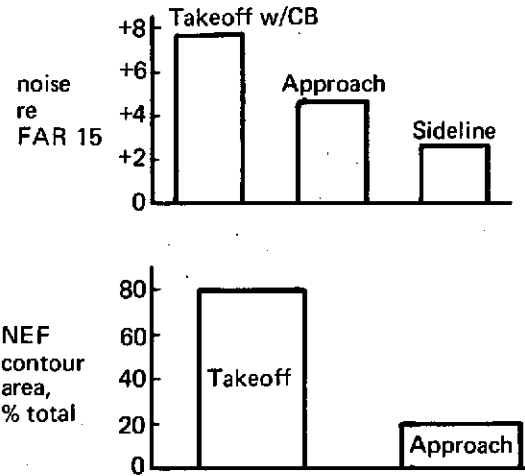 Takeoff w/CB
+8
+6
noise
re
FAR 15
+4
+2
0
Approach
Sideline
80
60
40
20
0
NEF
contour
area,
% total
Takeoff
Approach